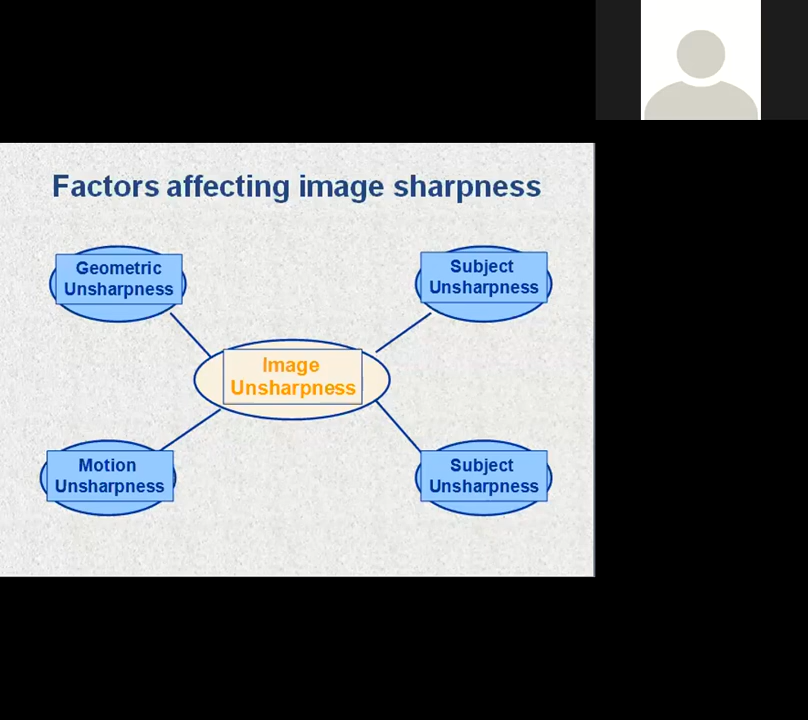 Factors affecting image sharpness
Geometric
Unsharpness
Subject
Unsharpness
Image
Unsharpness
Motion
Unsharpness
Subject
Unsharpness